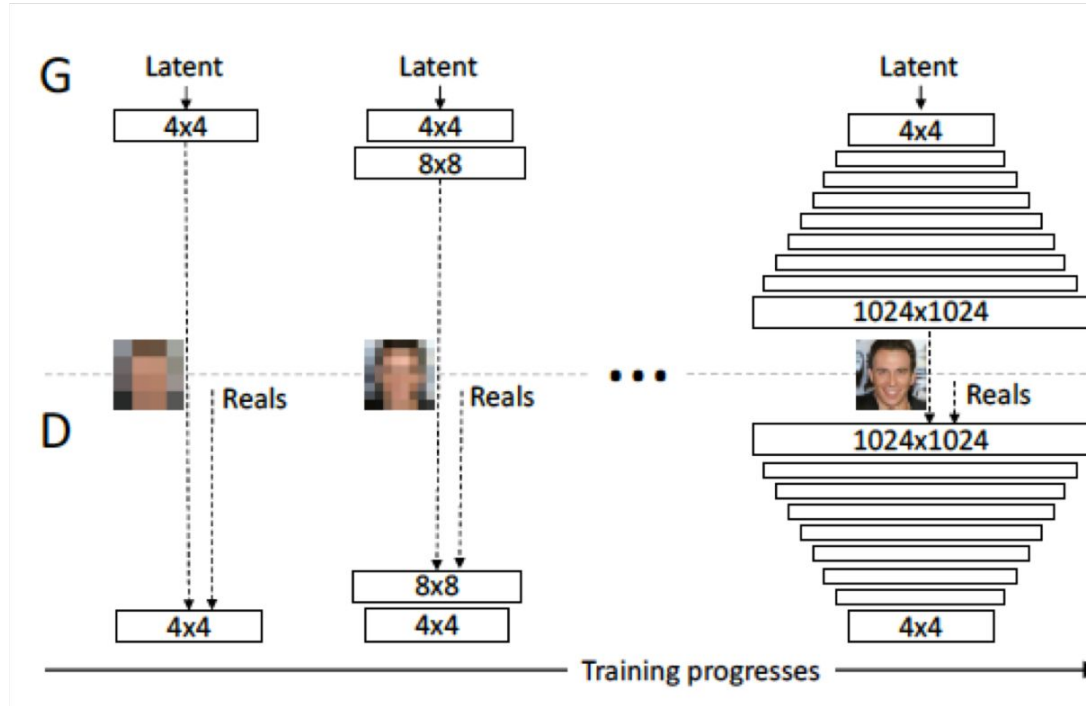 G
Latent
Latent
Latent
4x4
4x4
4x4
8x8
1024x1024
Reals
Reals
Reals
D
1024x1024
8x8
4x4
4x4
4x4
Training progresses